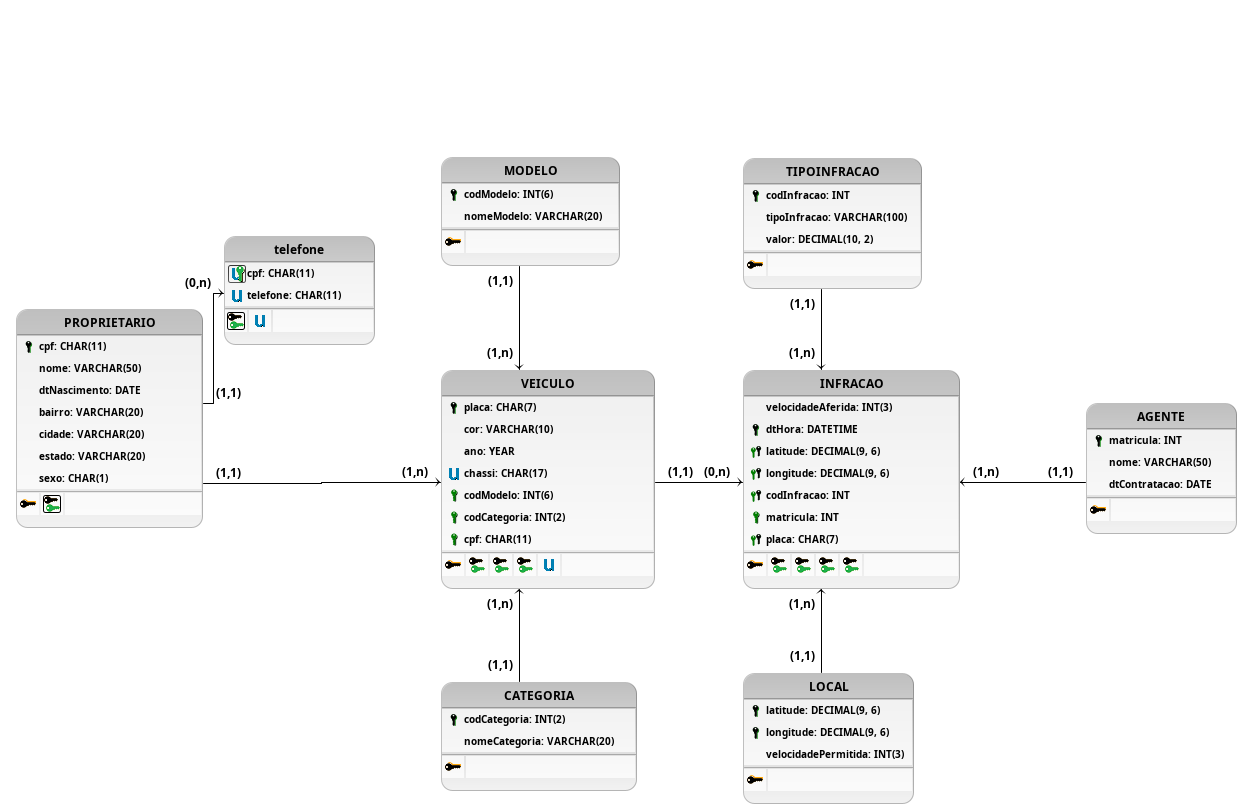 MODELO
codModelo: INT(6)
nomeModelo: VARCHAR(20)
(1,1)
(1,n)
TIPOINFRACAO
codInfracao: INT
tipoInfracao: VARCHAR(100)
valor: DECIMAL(10, 2)
(1,1)
(1,n)
telefone
cpf: CHAR(11)
telefone: CHAR(11)
(0,n)
(1,1)
PROPRIETARIO
cpf: CHAR(11)
nome: VARCHAR(50)
dtNascimento: DATE
bairro: VARCHAR(20)
cidade: VARCHAR(20)
estado: VARCHAR(20)
sexo: CHAR(1)
(1,1)
(1,n)
VEICULO
placa: CHAR(7)
cor: VARCHAR(10)
ano: YEAR
chassi: CHAR(17)
codModelo: INT(6)
codCategoria: INT(2)
cpf: CHAR(11)
(1,1)
(0,n)
INFRACAO
velocidadeAferida: INT(3)
dtHora: DATETIME
latitude: DECIMAL(9, 6)
longitude: DECIMAL(9, 6)
codInfracao: INT
matricula: INT
placa: CHAR(7)
(1,n)
(1,1)
AGENTE
matricula: INT
nome: VARCHAR(50)
dtContratacao: DATE
(1,n)
(1,1)
CATEGORIA
codCategoria: INT(2)
nomeCategoria: VARCHAR(20)
(1,n)
(1,1)
LOCAL
latitude: DECIMAL(9, 6)
longitude: DECIMAL(9, 6)
velocidadePermitida: INT(3)